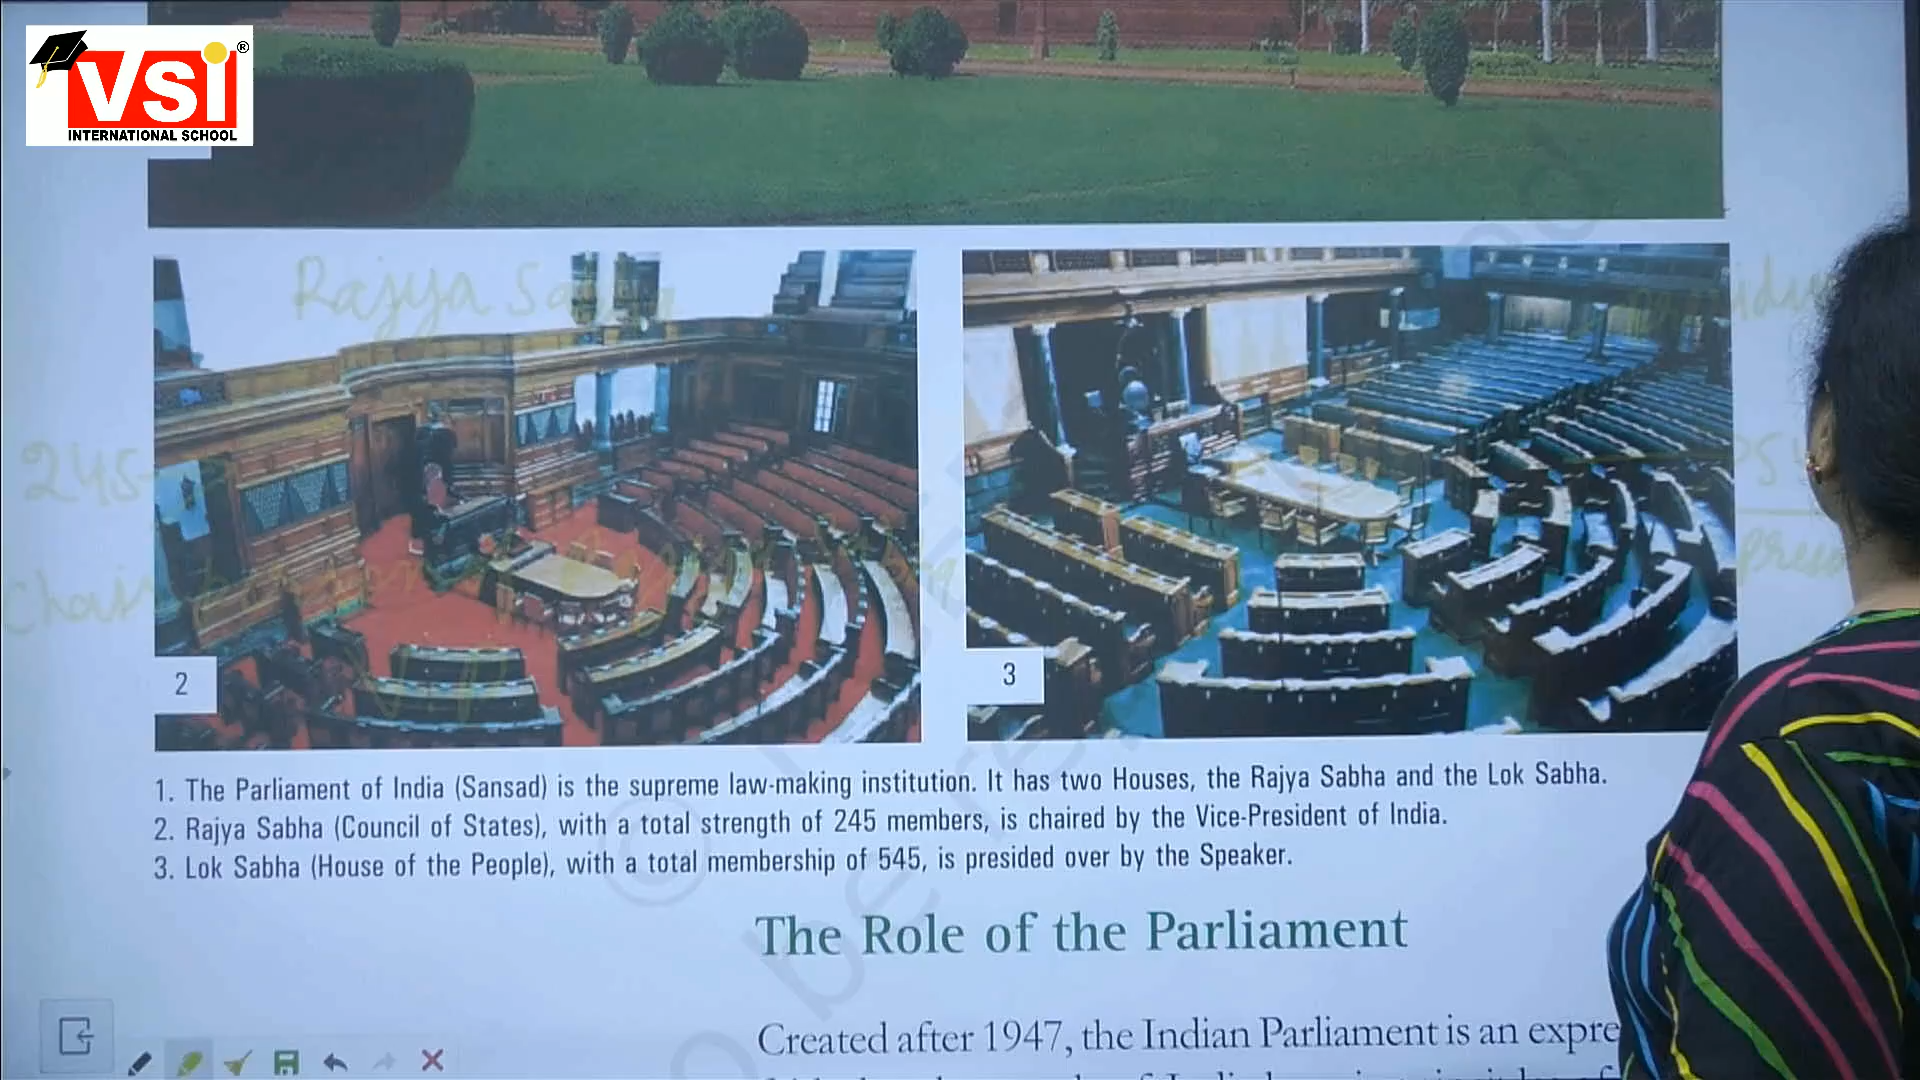 VSI ®
INTERNATIONAL SCHOOL
Rajya Sabha
245
2
3
1. The Parliament of India (Sansad) is the supreme law-making institution. It has two Houses, the Rajya Sabha and the Lok Sabha.
2. Rajya Sabha (Council of States), with a total strength of 245 members, is chaired by the Vice-President of India.
3. Lok Sabha (House of the People), with a total membership of 545, is presided over by the Speaker.
The Role of the Parliament
Created after 1947, the Indian Parliament is an expre